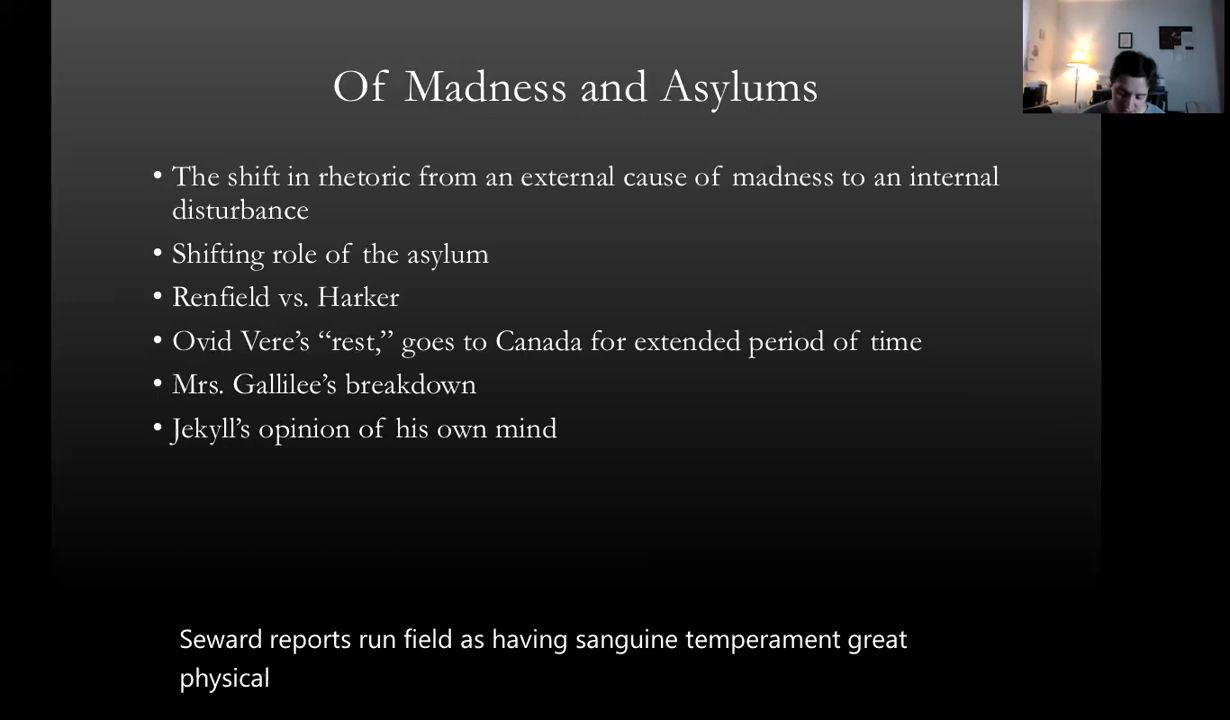 Of Madness and Asylums
• The shift in rhetoric from an external cause of madness to an internal
disturbance
• Shifting role of the asylum
• Renfield vs. Harker
• Ovid Vere’s “rest,” goes to Canada for extended period of time
• Mrs. Gallilee’s breakdown
• Jekyll’s opinion of his own mind
Seward reports run field as having sanguine temperament great
physical